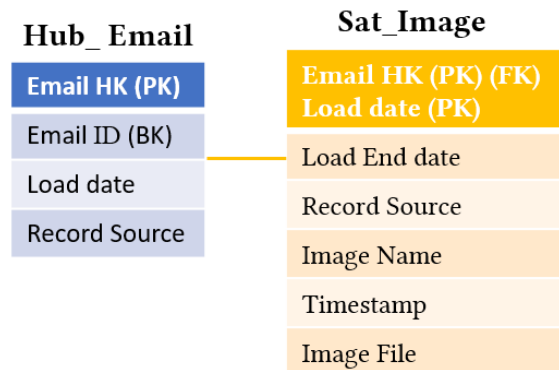 Hub_ Email
Email HK (PK)
Email ID (BK)
Load date
Record Source
Sat_Image
Email HK (PK) (FK)
Load date (PK)
Load End date
Record Source
Image Name
Timestamp
Image File